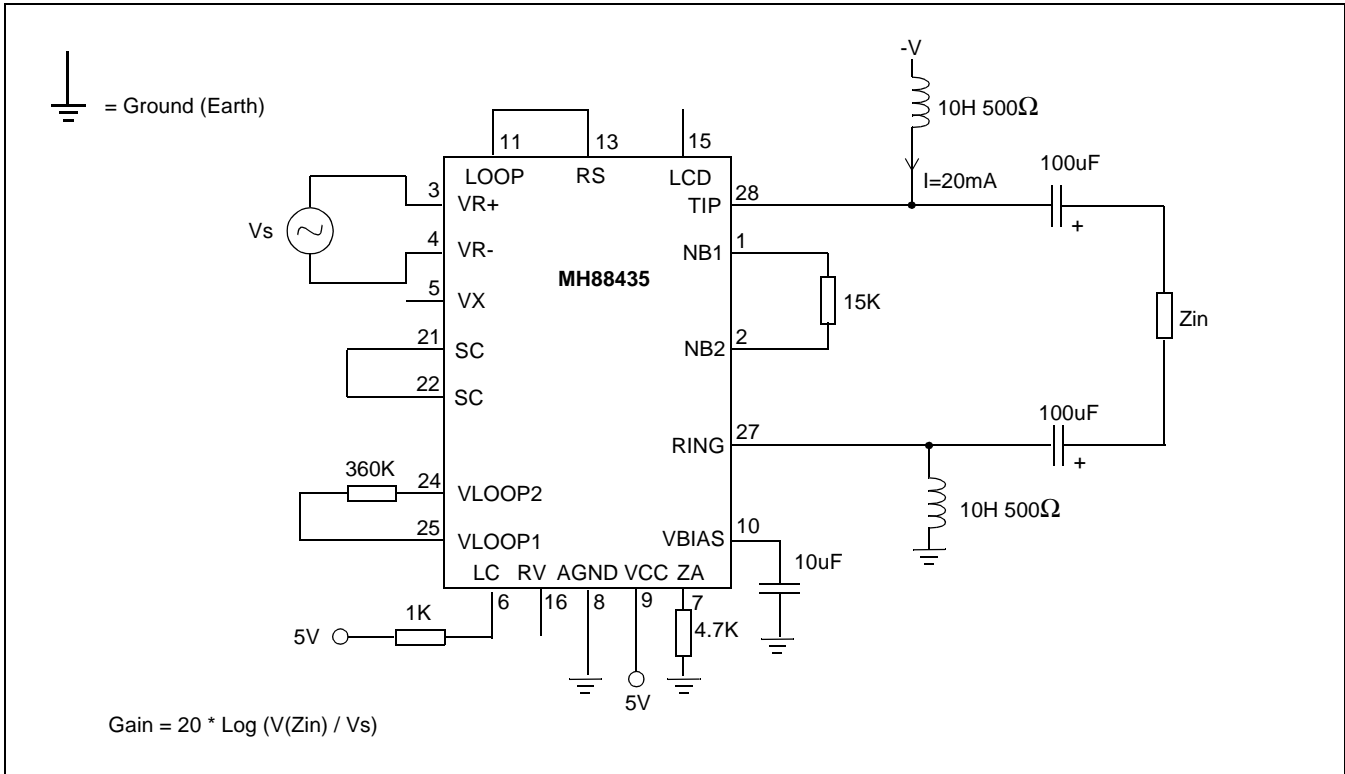 -V
= Ground (Earth)
10H 500Ω
11
13
15
100uF
LOOP
RS
LCD
I=20mA
3
VR+
TIP
28
+
Vs
4
VR-
NB1
1
MH88435
5
VX
15K
Zin
21
SC
NB2
2
22
SC
100uF
RING
27
360K
24
VLOOP2
+
10H 500Ω
25
VLOOP1
VBIAS
10
10uF
LC
RV
AGND
VCC
ZA
6
16
8
9
7
1K
4.7K
5V
5V
Gain = 20 * Log (V(Zin) / Vs)